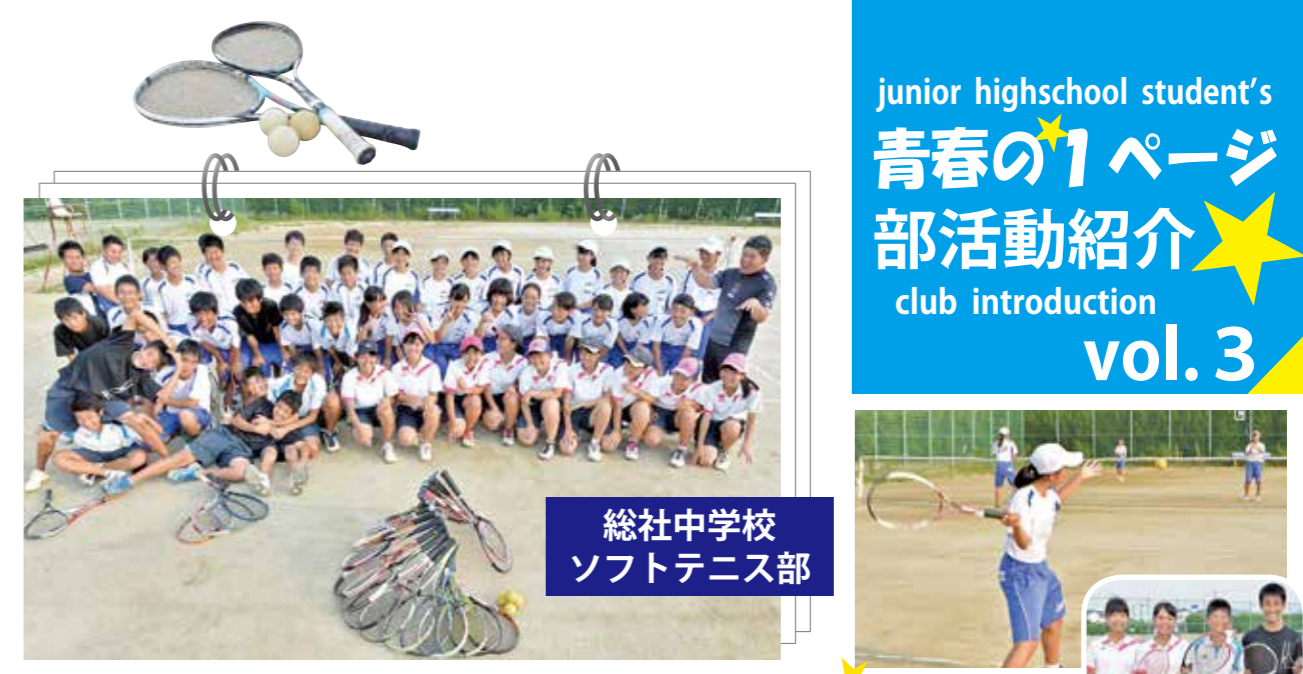 junior highschool student's
青春の1ページ
部活動紹介
club introduction
vol. 3
総社中学校
ソフトテニス部